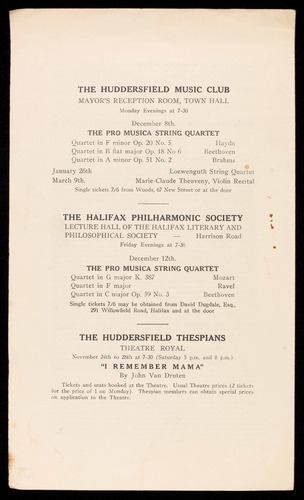 THE HUDDERSFIELD MUSIC CLUB
MAYOR'S RECEPTION ROOM, TOWN HALL
Monday Evenings at 7-30
December 8th.
THE PRO MUSICA STRING QUARTET
Quartet in F minor Op. 20 No. 5 Haydn
Quartet in B flat major Op. 18 No 6 Beethoven
Quartet in A minor Op. 51 No. 2 Brahms
January 26th Loewenguth String Quartet
March 9th. Marie-Claude Theuveny, Violin Recital
Single tickets 7/6 from Woods, 67 New Street or at the door
THE HALIFAX PHILHARMONIC SOCIETY
LECTURE HALL OF THE HALIFAX LITERARY AND
PHILOSOPHICAL SOCIETY — Harrison Road
Friday Evenings at 7-30
December 12th.
THE PRO MUSICA STRING QUARTET
Quartet in G major K. 387 Mozart
Quartet in F major Ravel
Quartet in C major Op. 59 No. 3 Beethoven
Single tickets 7/6 may be obtained from David Dugdale, Esq.,
291 Willowfield Road, Halifax and at the door
THE HUDDERSFIELD THESPIANS
THEATRE ROYAL
November 24th to 28th at 7-30 (Saturday 5 p.m. and 8 p.m.)
"I REMEMBER MAMA"
By John Van Druten
Tickets and seats booked at the Theatre. Usual Theatre prices (2 tickets
for the price of 1 on Monday). Thespian members can obtain special prices
on application to the Theatre.